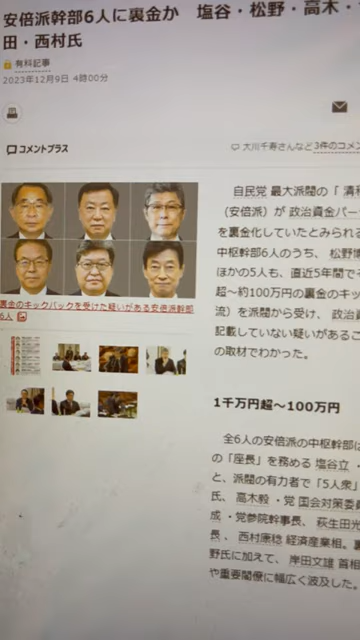 安倍派幹部6人に裏金か 塩谷・松野・高木・
田・西村氏
有料記事
2023年12月9日 4時00分
コメントプラス
大川千寿さんなど3件のコメン
裏金のキックバックを受けた疑いがある安倍派幹部
6人
自民党 最大派閥の「 清和
(安倍派) が 政治資金パー
を裏金化していたとみられる
中枢幹部6人のうち、 松野博
ほかの5人も、直近5年間で
超～約100万円の裏金のキッ
流) を派閥から受け、 政治資
記載していない疑いがあるこ
の取材でわかった。
1千万円超～100万円
全6人の安倍派の中枢幹部は
の「座長」を務める 塩谷立 ・
と、派閥の有力者で「5人衆」
氏、 高木毅 ・党 国会対策委員
成 ・党参院幹事長、 萩生田光
長 、 西村康稔 経済産業相。裏
野氏に加えて、 岸田文雄 首相
や重要閣僚に幅広く波及した。